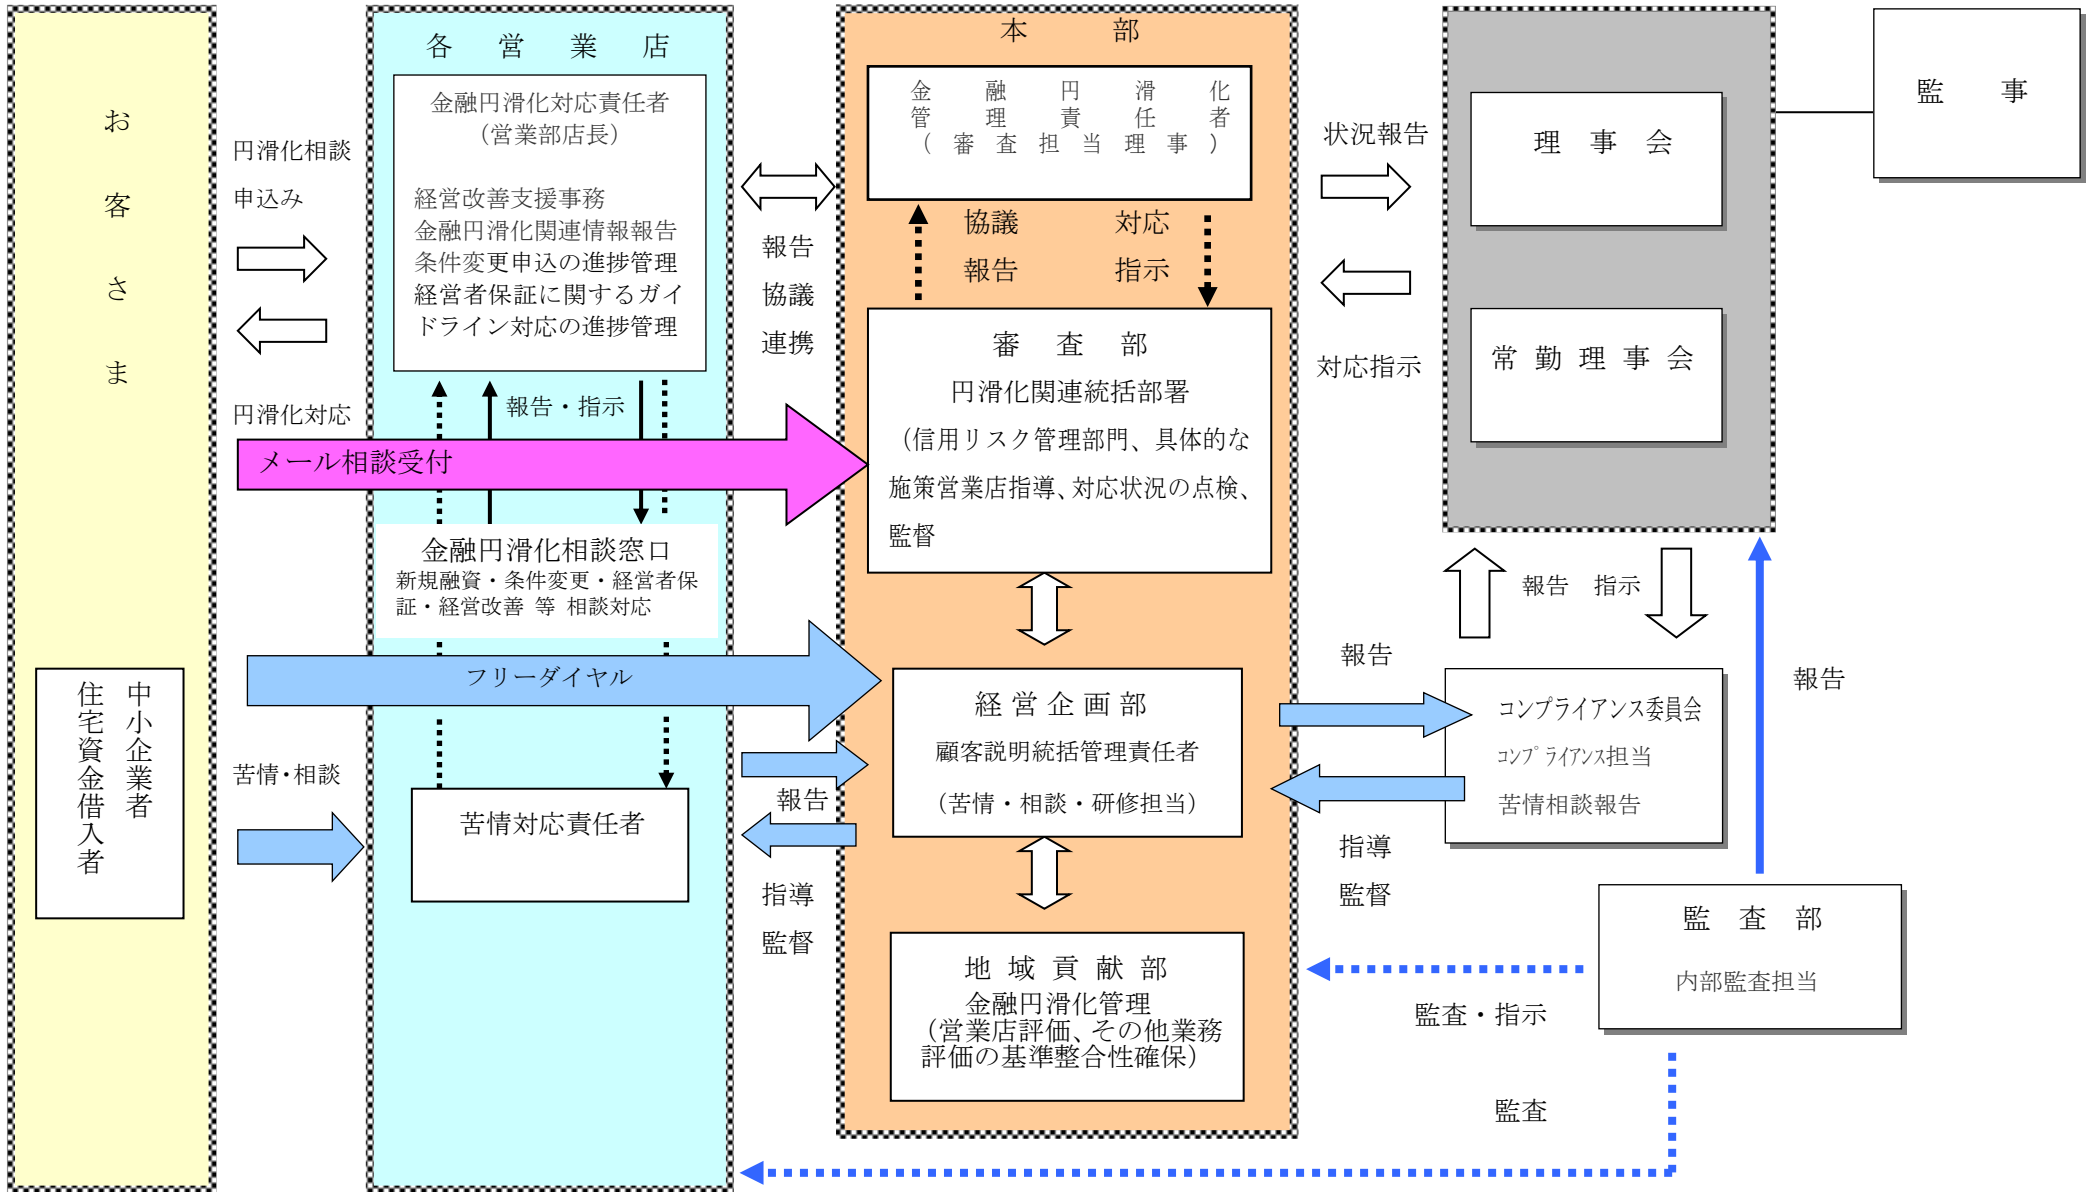 お客さま
中小企業者
住宅資金借入者
円滑化相談
申込み
円滑化対応
苦情・相談
各営業店
金融円滑化対応責任者
（営業部店長）
経営改善支援事務
金融円滑化関連情報報告
条件変更申込の進捗管理
経営者保証に関するガイ
ドライン対応の進捗管理
報告・指示
メール相談受付
金融円滑化相談窓口
新規融資・条件変更・経営者保
証・経営改善 等 相談対応
フリーダイヤル
苦情対応責任者
報告
協議
連携
報告
指導
監督
本部
金融円滑化
管理責任者
（審査担当理事）
協議
報告
対応
指示
審査部
円滑化関連統括部署
（信用リスク管理部門、具体的な
施策営業店指導、対応状況の点検、
監督
経営企画部
顧客説明統括管理責任者
（苦情・相談・研修担当）
地域貢献部
金融円滑化管理
（営業店評価、その他業務
評価の基準整合性確保）
状況報告
対応指示
理事会
常勤理事会
監事
報告 指示
報告
コンプライアンス委員会
コンプライアンス担当
苦情相談報告
指導
監督
報告
監査部
内部監査担当
監査・指示
監査